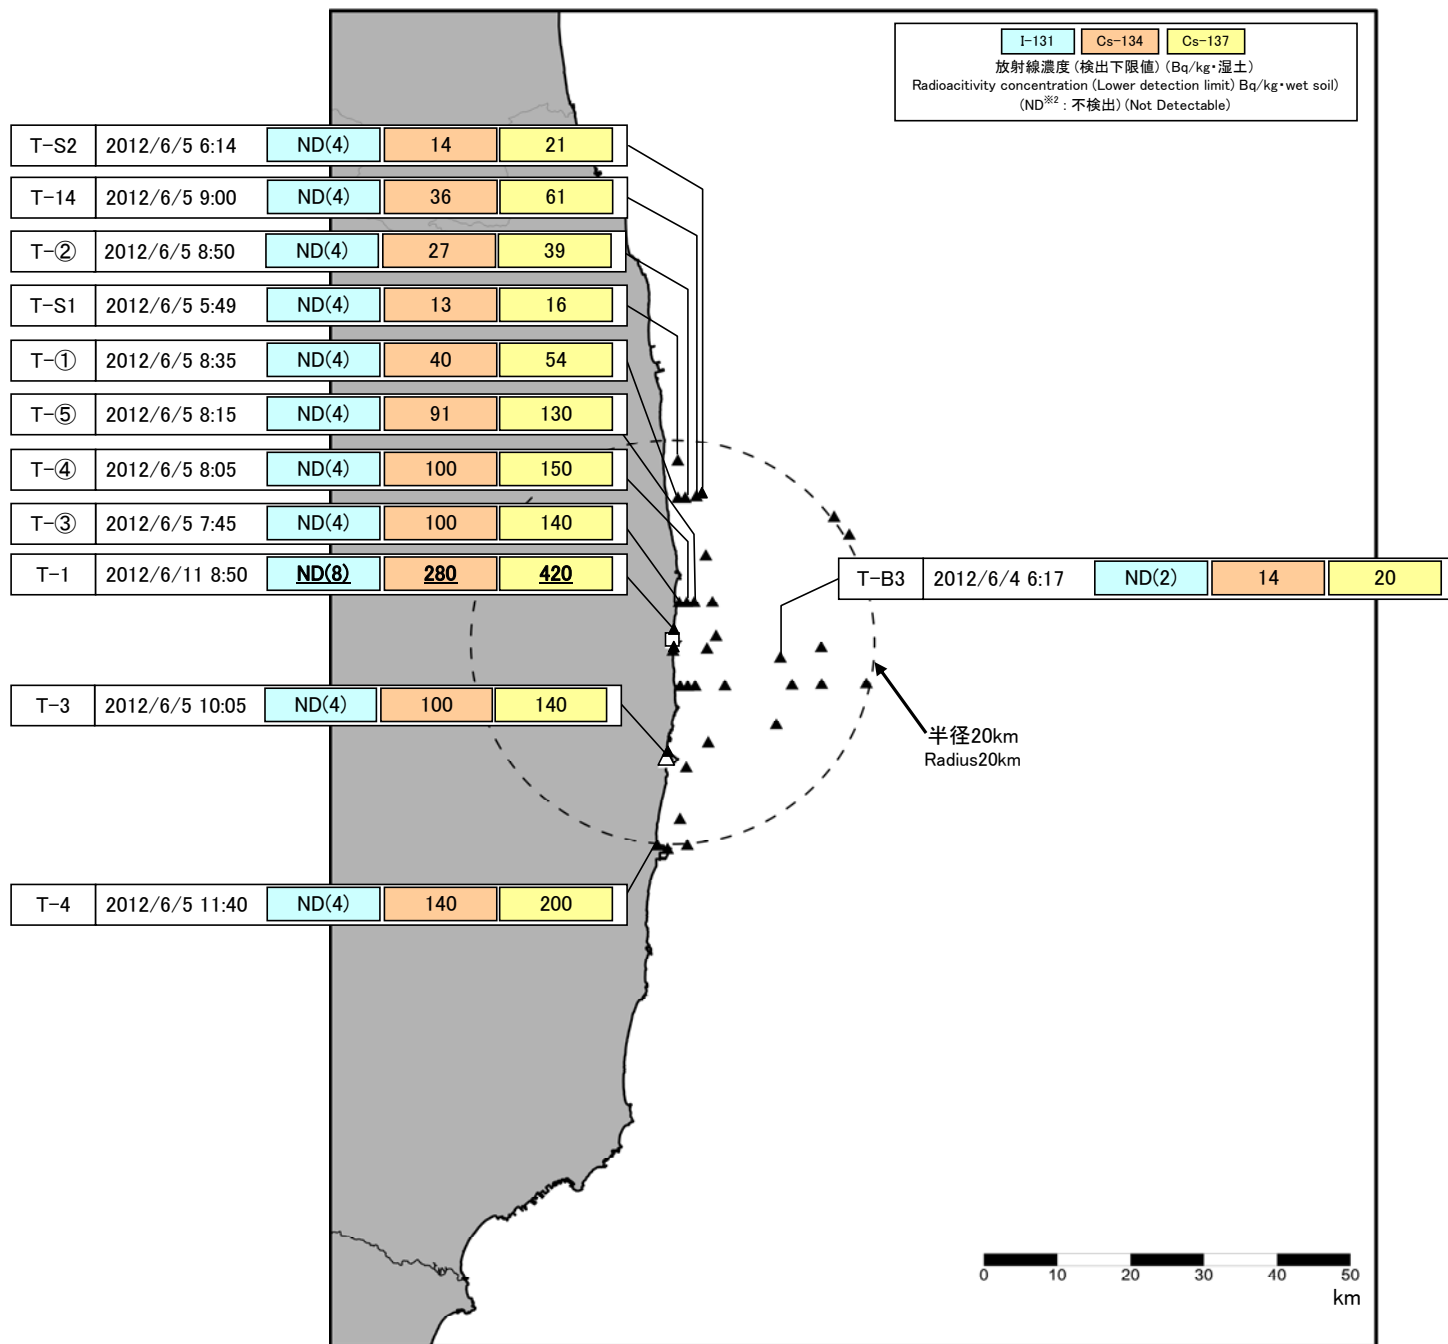 I-131 Cs-134 Cs-137
放射線濃度 (検出下限値) (Bq/kg・湿土)
Radioacitivity concentration (Lower detection limit) Bq/kg・wet soil)
(ND※2 : 不検出) (Not Detectable)
T-S2 2012/6/5 6:14 ND(4) 14 21
T-14 2012/6/5 9:00 ND(4) 36 61
T-② 2012/6/5 8:50 ND(4) 27 39
T-S1 2012/6/5 5:49 ND(4) 13 16
T-① 2012/6/5 8:35 ND(4) 40 54
T-⑤ 2012/6/5 8:15 ND(4) 91 130
T-④ 2012/6/5 8:05 ND(4) 100 150
T-③ 2012/6/5 7:45 ND(4) 100 140
T-1 2012/6/11 8:50 ND(8) 280 420
T-B3 2012/6/4 6:17 ND(2) 14 20
T-3 2012/6/5 10:05 ND(4) 100 140
半径20km
Radius20km
T-4 2012/6/5 11:40 ND(4) 140 200
0 10 20 30 40 50
km